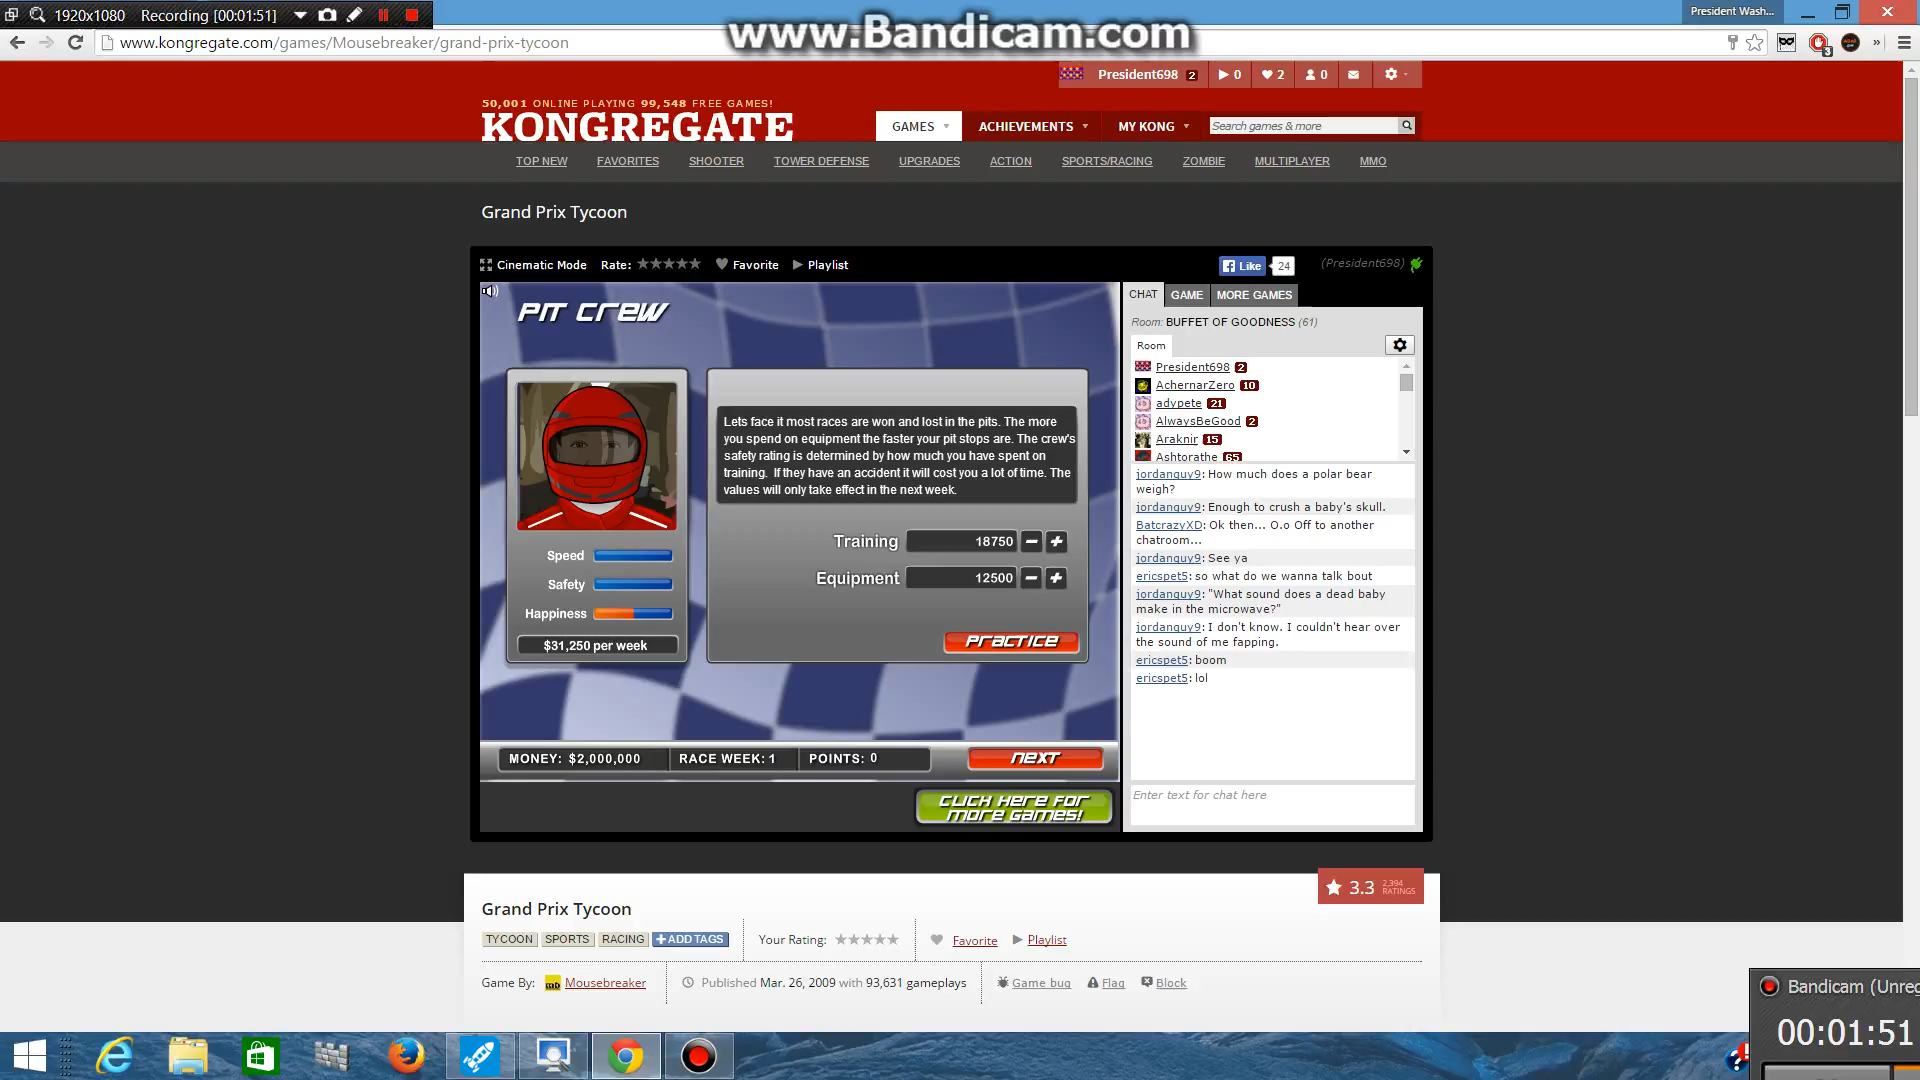 1920x1080 Recording [00:01:51]
www.Bandicam.com
President Wash...
www.kongregate.com/games/Mousebreaker/grand-prix-tycoon
3
President698 2 0 2 0
50,001 ONLINE PLAYING 99,548 FREE GAMES!
KONGREGATE
GAMES ACHIEVEMENTS MY KONG Search games & more
TOP NEW FAVORITES SHOOTER TOWER DEFENSE UPGRADES ACTION SPORTS/RACING ZOMBIE MULTIPLAYER MMO
Grand Prix Tycoon
Cinematic Mode Rate: Favorite Playlist Like 24 (President698)
PIT CREW
Lets face it most races are won and lost in the pits. The more
you spend on equipment the faster your pit stops are. The crew's
safety rating is determined by how much you have spent on
training. If they have an accident it will cost you a lot of time. The
values will only take effect in the next week.
Training 18750
Equipment 12500
PRACTICE
Speed
Safety
Happiness
$31,250 per week
MONEY: $2,000,000 RACE WEEK: 1 POINTS: 0 NEXT
CLICK HERE FOR
MORE GAMES!
CHAT GAME MORE GAMES
Room: BUFFET OF GOODNESS (61)
Room
President698 2
AchernarZero 10
adypete 21
AlwaysBeGood 2
Araknir 15
Ashtorathe 65
jordanguy9: How much does a polar bear
weigh?
jordanguy9: Enough to crush a baby's skull.
BatcrazyXD: Ok then... O.o Off to another
chatroom...
jordanguy9: See ya
ericspet5: so what do we wanna talk bout
jordanguy9: "What sound does a dead baby
make in the microwave?"
jordanguy9: I don't know. I couldn't hear over
the sound of me fapping.
ericspet5: boom
ericspet5: lol
Enter text for chat here
3.3 2,394 RATINGS
Grand Prix Tycoon
TYCOON SPORTS RACING +ADD TAGS Your Rating: Favorite Playlist
Game By: mb Mousebreaker Published Mar. 26, 2009 with 93,631 gameplays Game bug Flag Block
Bandicam (Unreg
00:01:51